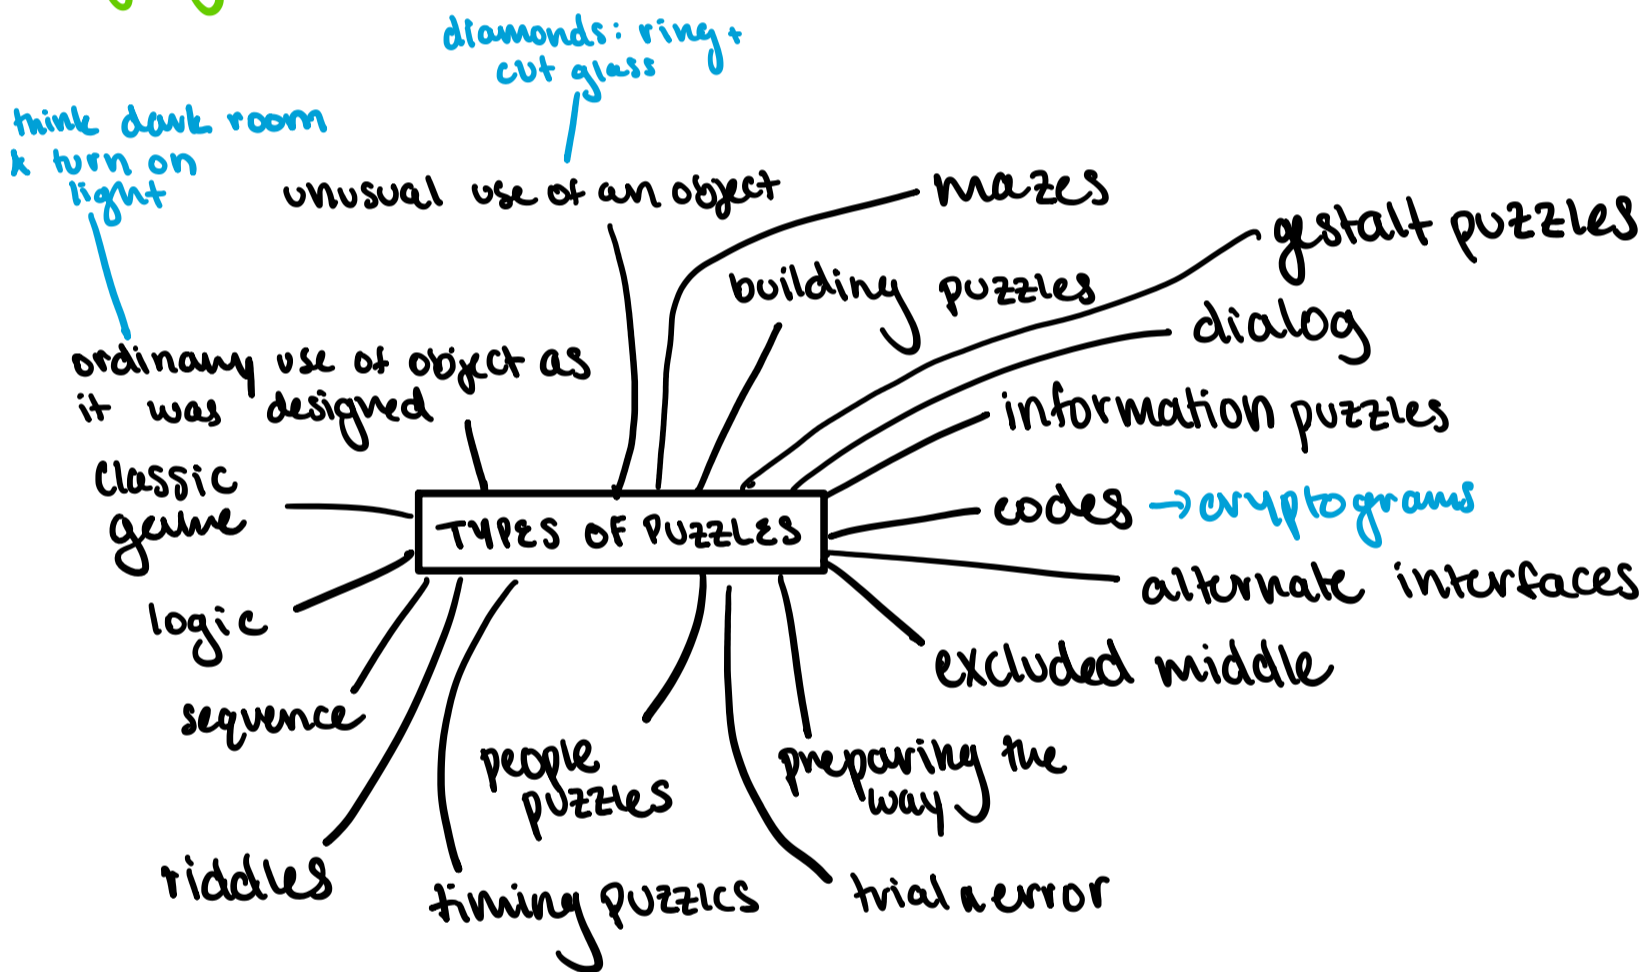 diamonds: ring +
cut glass
think dark room
& turn on
light
unusual use of an object
mazes
gestalt puzzles
building puzzles
dialog
ordinary use of object as
it was designed
information puzzles
classic
game
TYPES OF PUZZLES
codes → cryptograms
alternate interfaces
logic
excluded middle
sequence
people
puzzles
preparing the
way
riddles
timing puzzles
trial & error